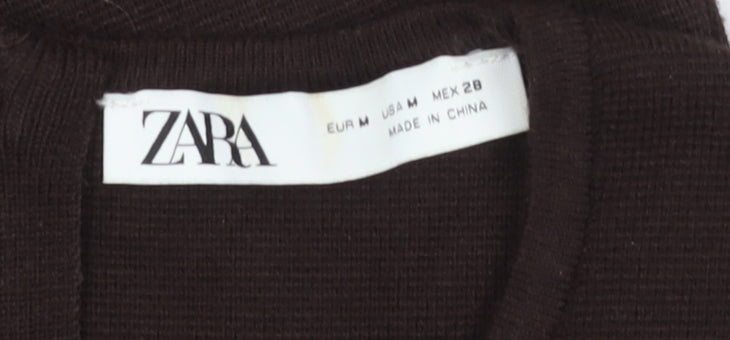 ZARA
EUR M USA M MEX 28
MADE IN CHINA